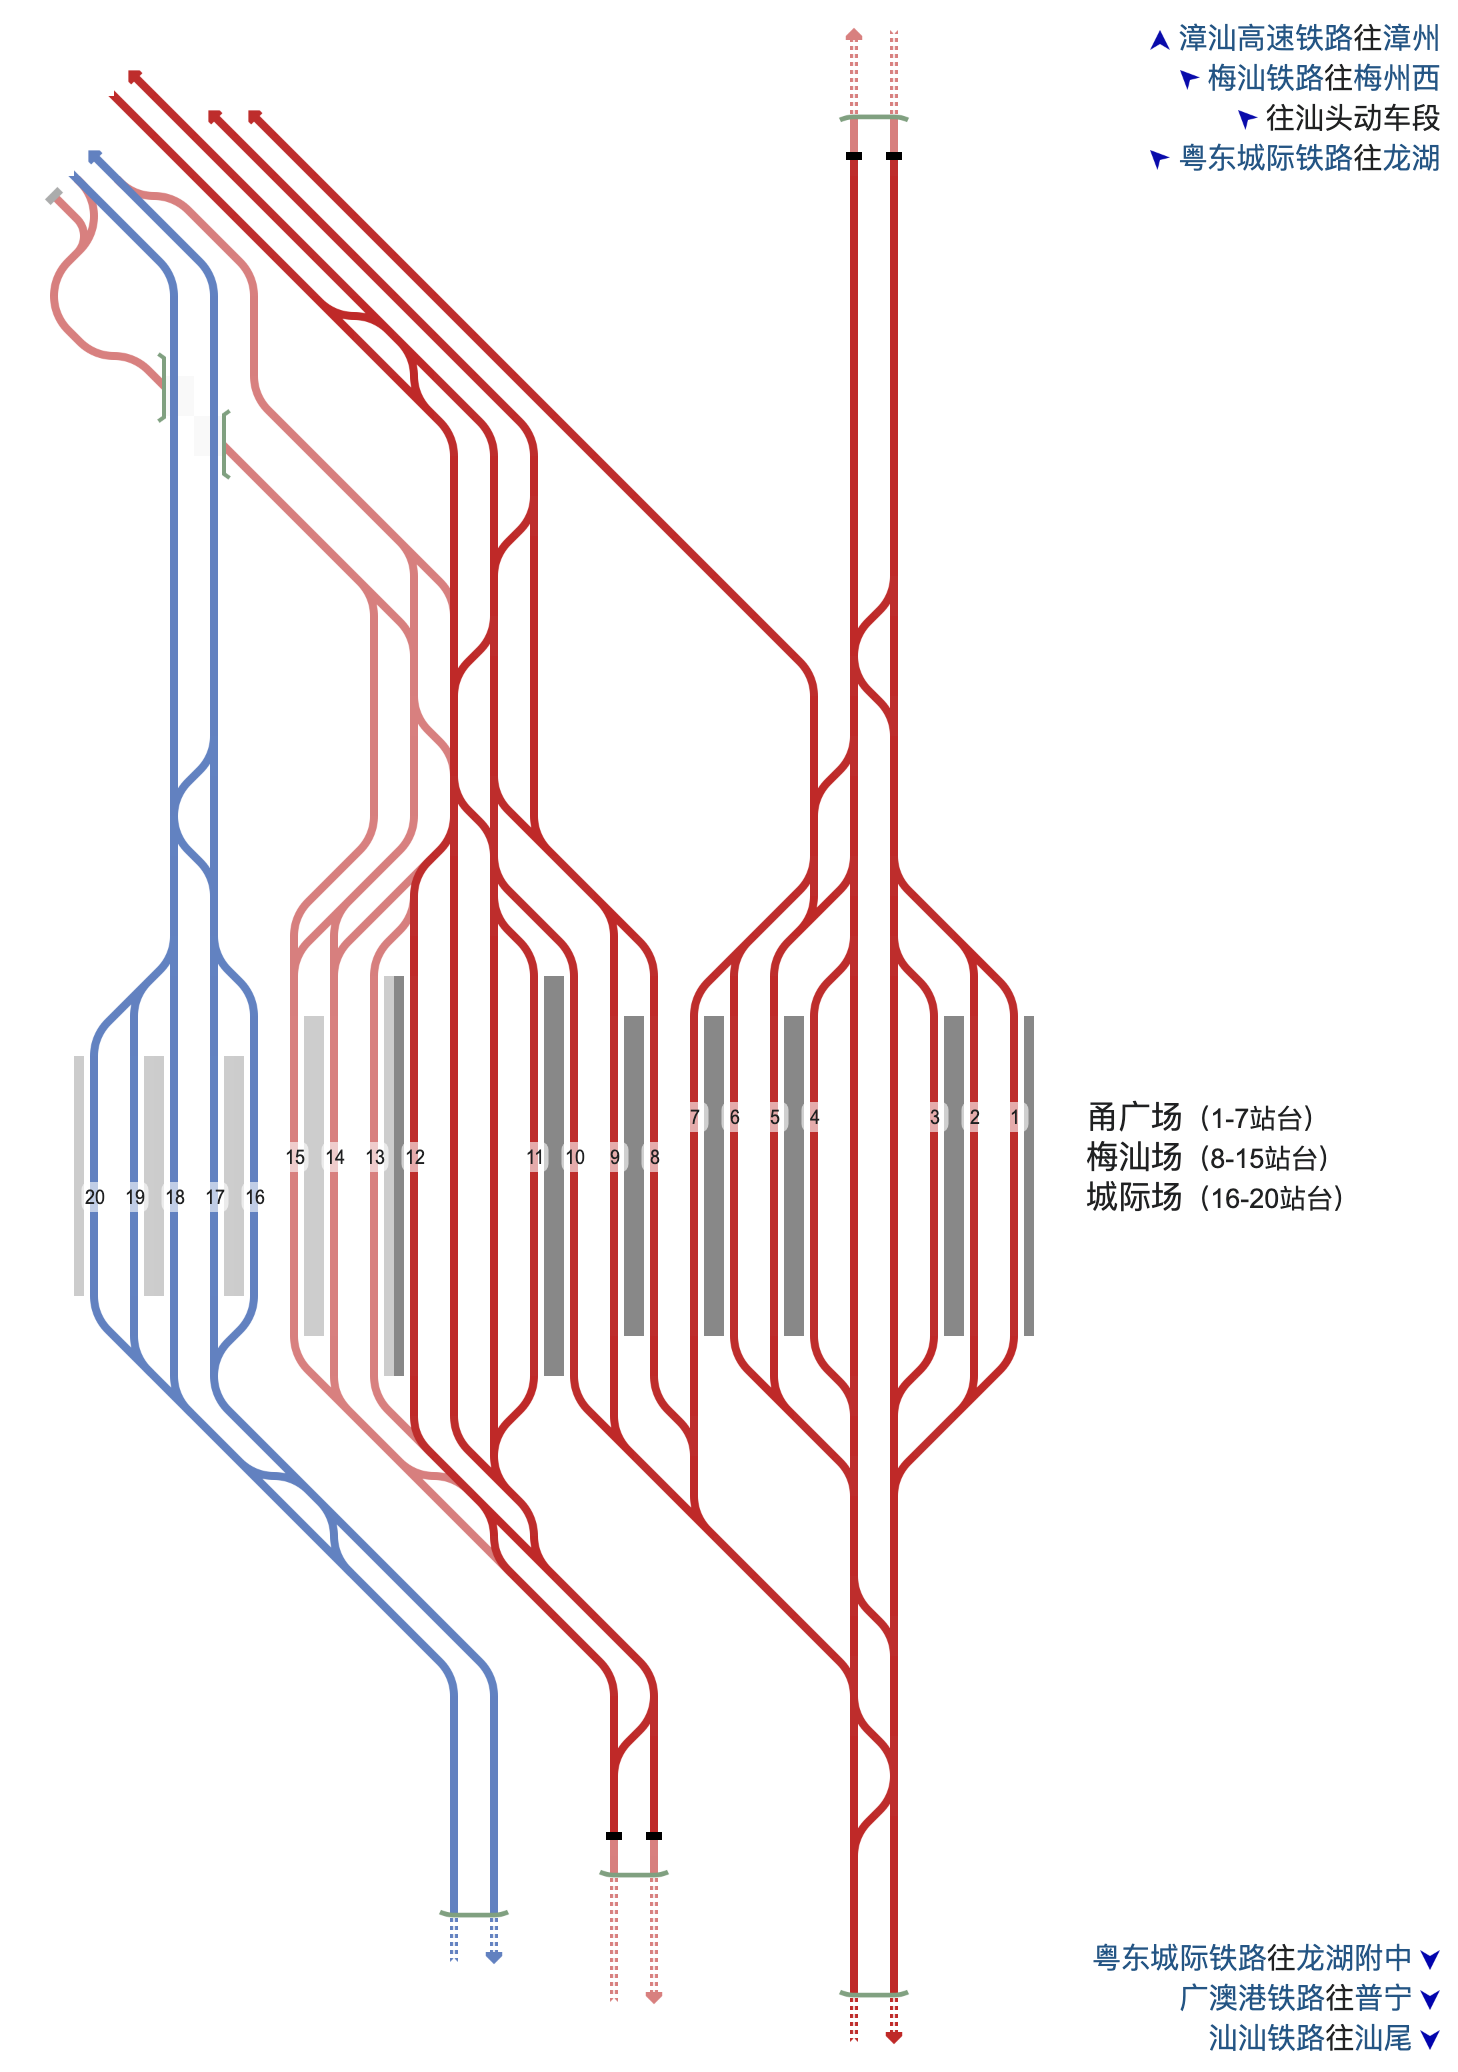 漳汕高速铁路往漳州
梅汕铁路往梅州西
往汕头动车段
粤东城际铁路往龙湖
7 6 5 4 3 2 1
甬广场（1-7站台）
15 14 13 12 11 10 9 8
梅汕场（8-15站台）
20 19 18 17 16
城际场（16-20站台）
粤东城际铁路往龙湖附中
广澳港铁路往普宁
汕汕铁路往汕尾